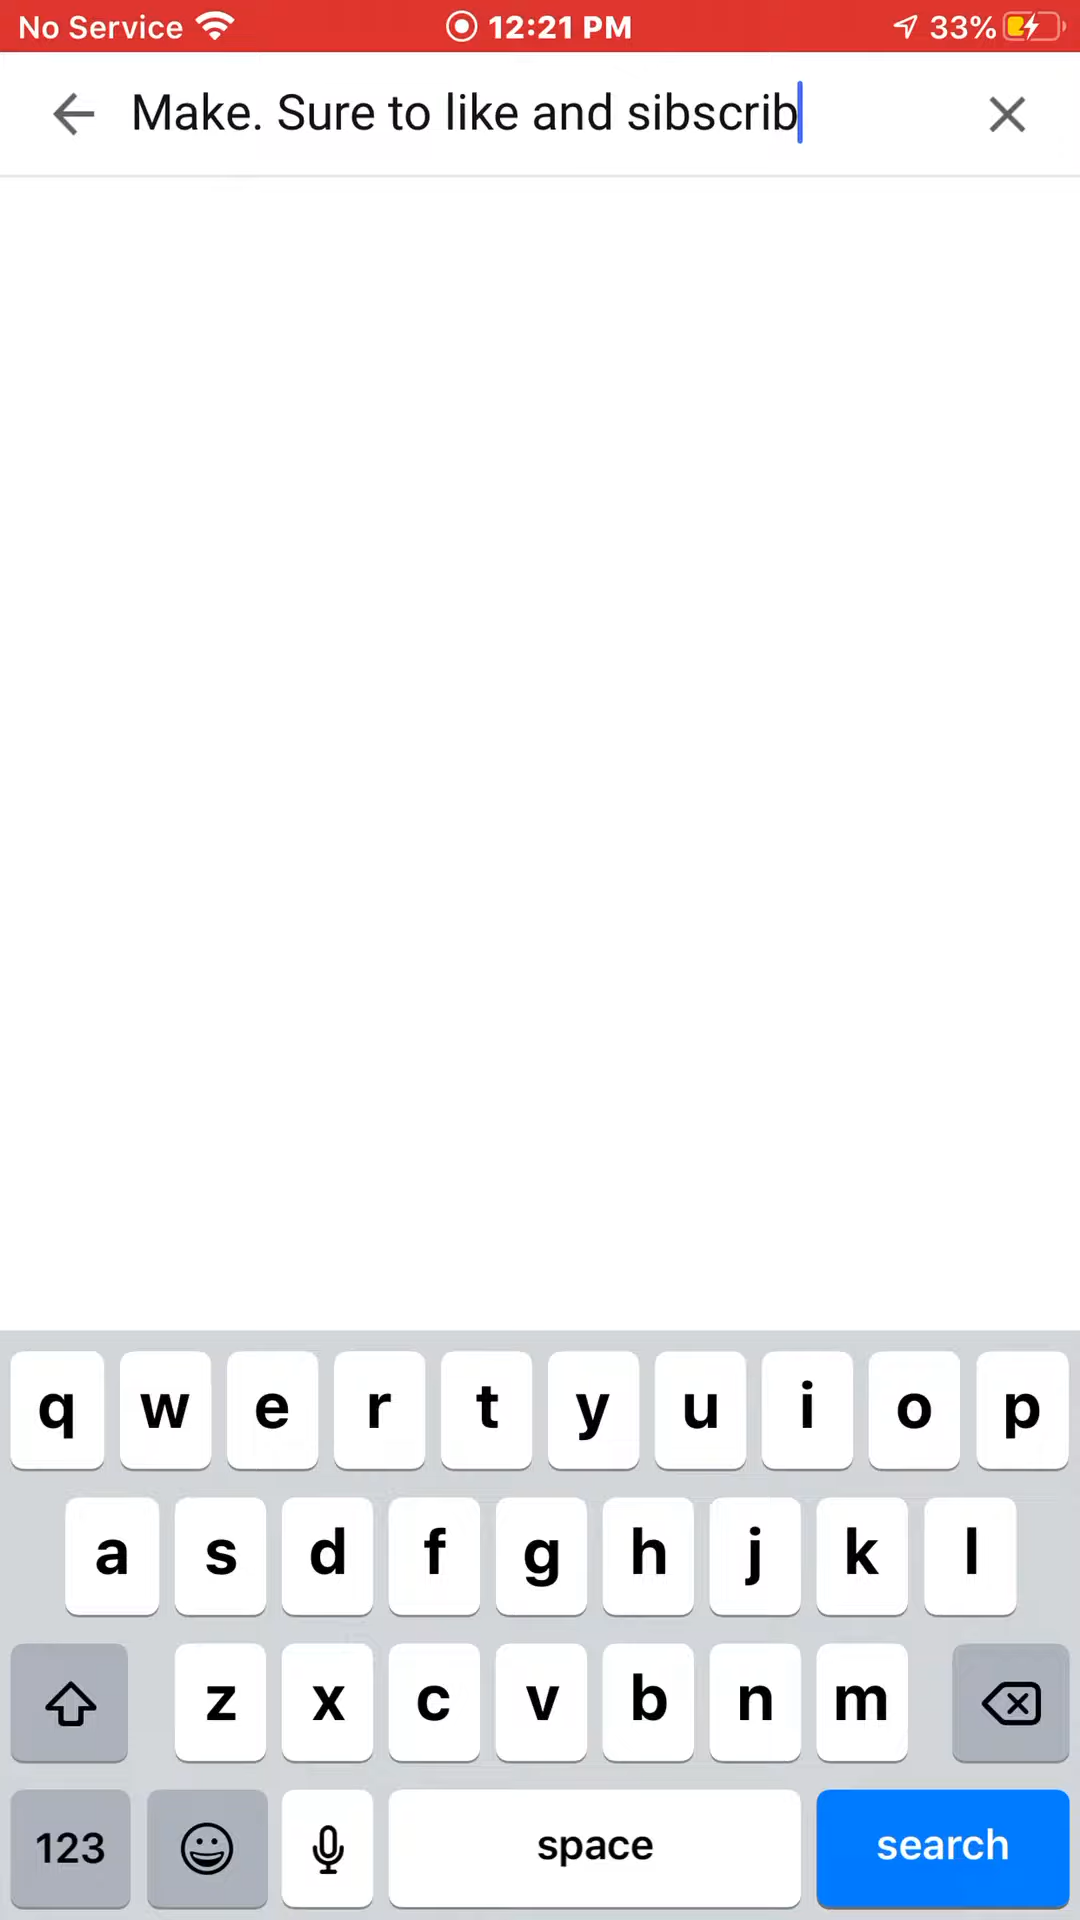 No Service 12:21 PM 33%
Make. Sure to like and sibscrib
q w e r t y u i o p
a s d f g h j k l
z x c v b n m
123 space search